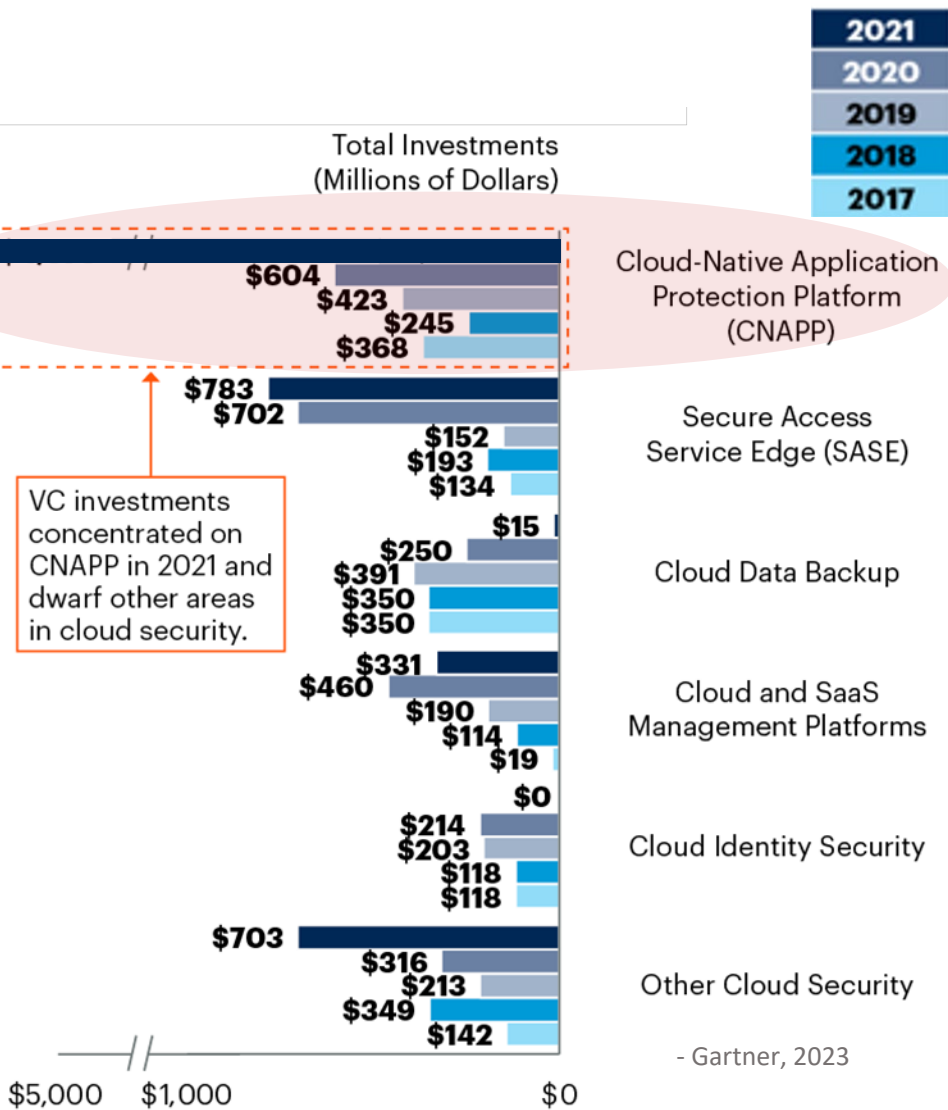 2021
2020
2019
2018
2017
Total Investments
(Millions of Dollars)
$604
$423
$245
$368
Cloud-Native Application
Protection Platform
(CNAPP)
$783
$702
$152
$193
$134
Secure Access
Service Edge (SASE)
VC investments
concentrated on
CNAPP in 2021 and
dwarf other areas
in cloud security.
$15
$250
$391
$350
$350
Cloud Data Backup
$331
$460
$190
$114
$19
Cloud and SaaS
Management Platforms
$0
$214
$203
$118
$118
Cloud Identity Security
$703
$316
$213
$349
$142
Other Cloud Security
- Gartner, 2023
$5,000 $1,000 $0